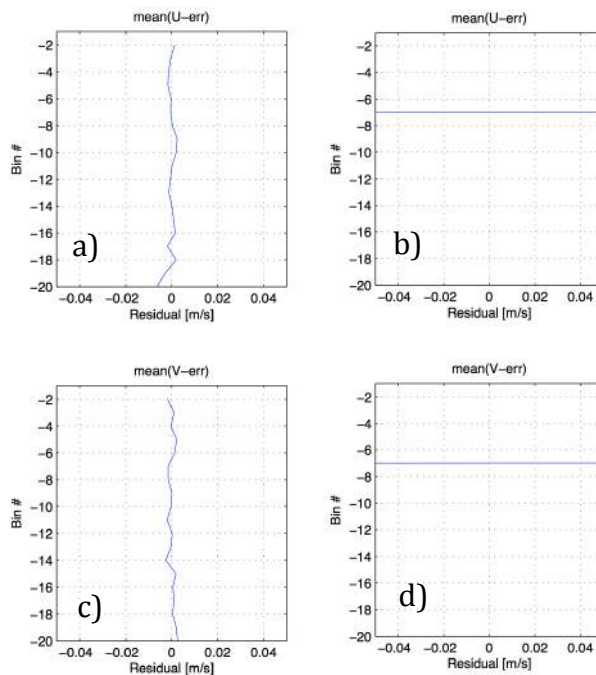 mean(U-err)
-2
-4
-6
-8
-10
-12
-14
-16
-18
-20
Bin #
a)
-0.04 -0.02 0 0.02 0.04
Residual [m/s]
mean(U-err)
-2
-4
-6
-8
-10
-12
-14
-16
-18
-20
Bin #
b)
-0.04 -0.02 0 0.02 0.04
Residual [m/s]
mean(V-err)
-2
-4
-6
-8
-10
-12
-14
-16
-18
-20
Bin #
c)
-0.04 -0.02 0 0.02 0.04
Residual [m/s]
mean(V-err)
-2
-4
-6
-8
-10
-12
-14
-16
-18
-20
Bin #
d)
-0.04 -0.02 0 0.02 0.04
Residual [m/s]